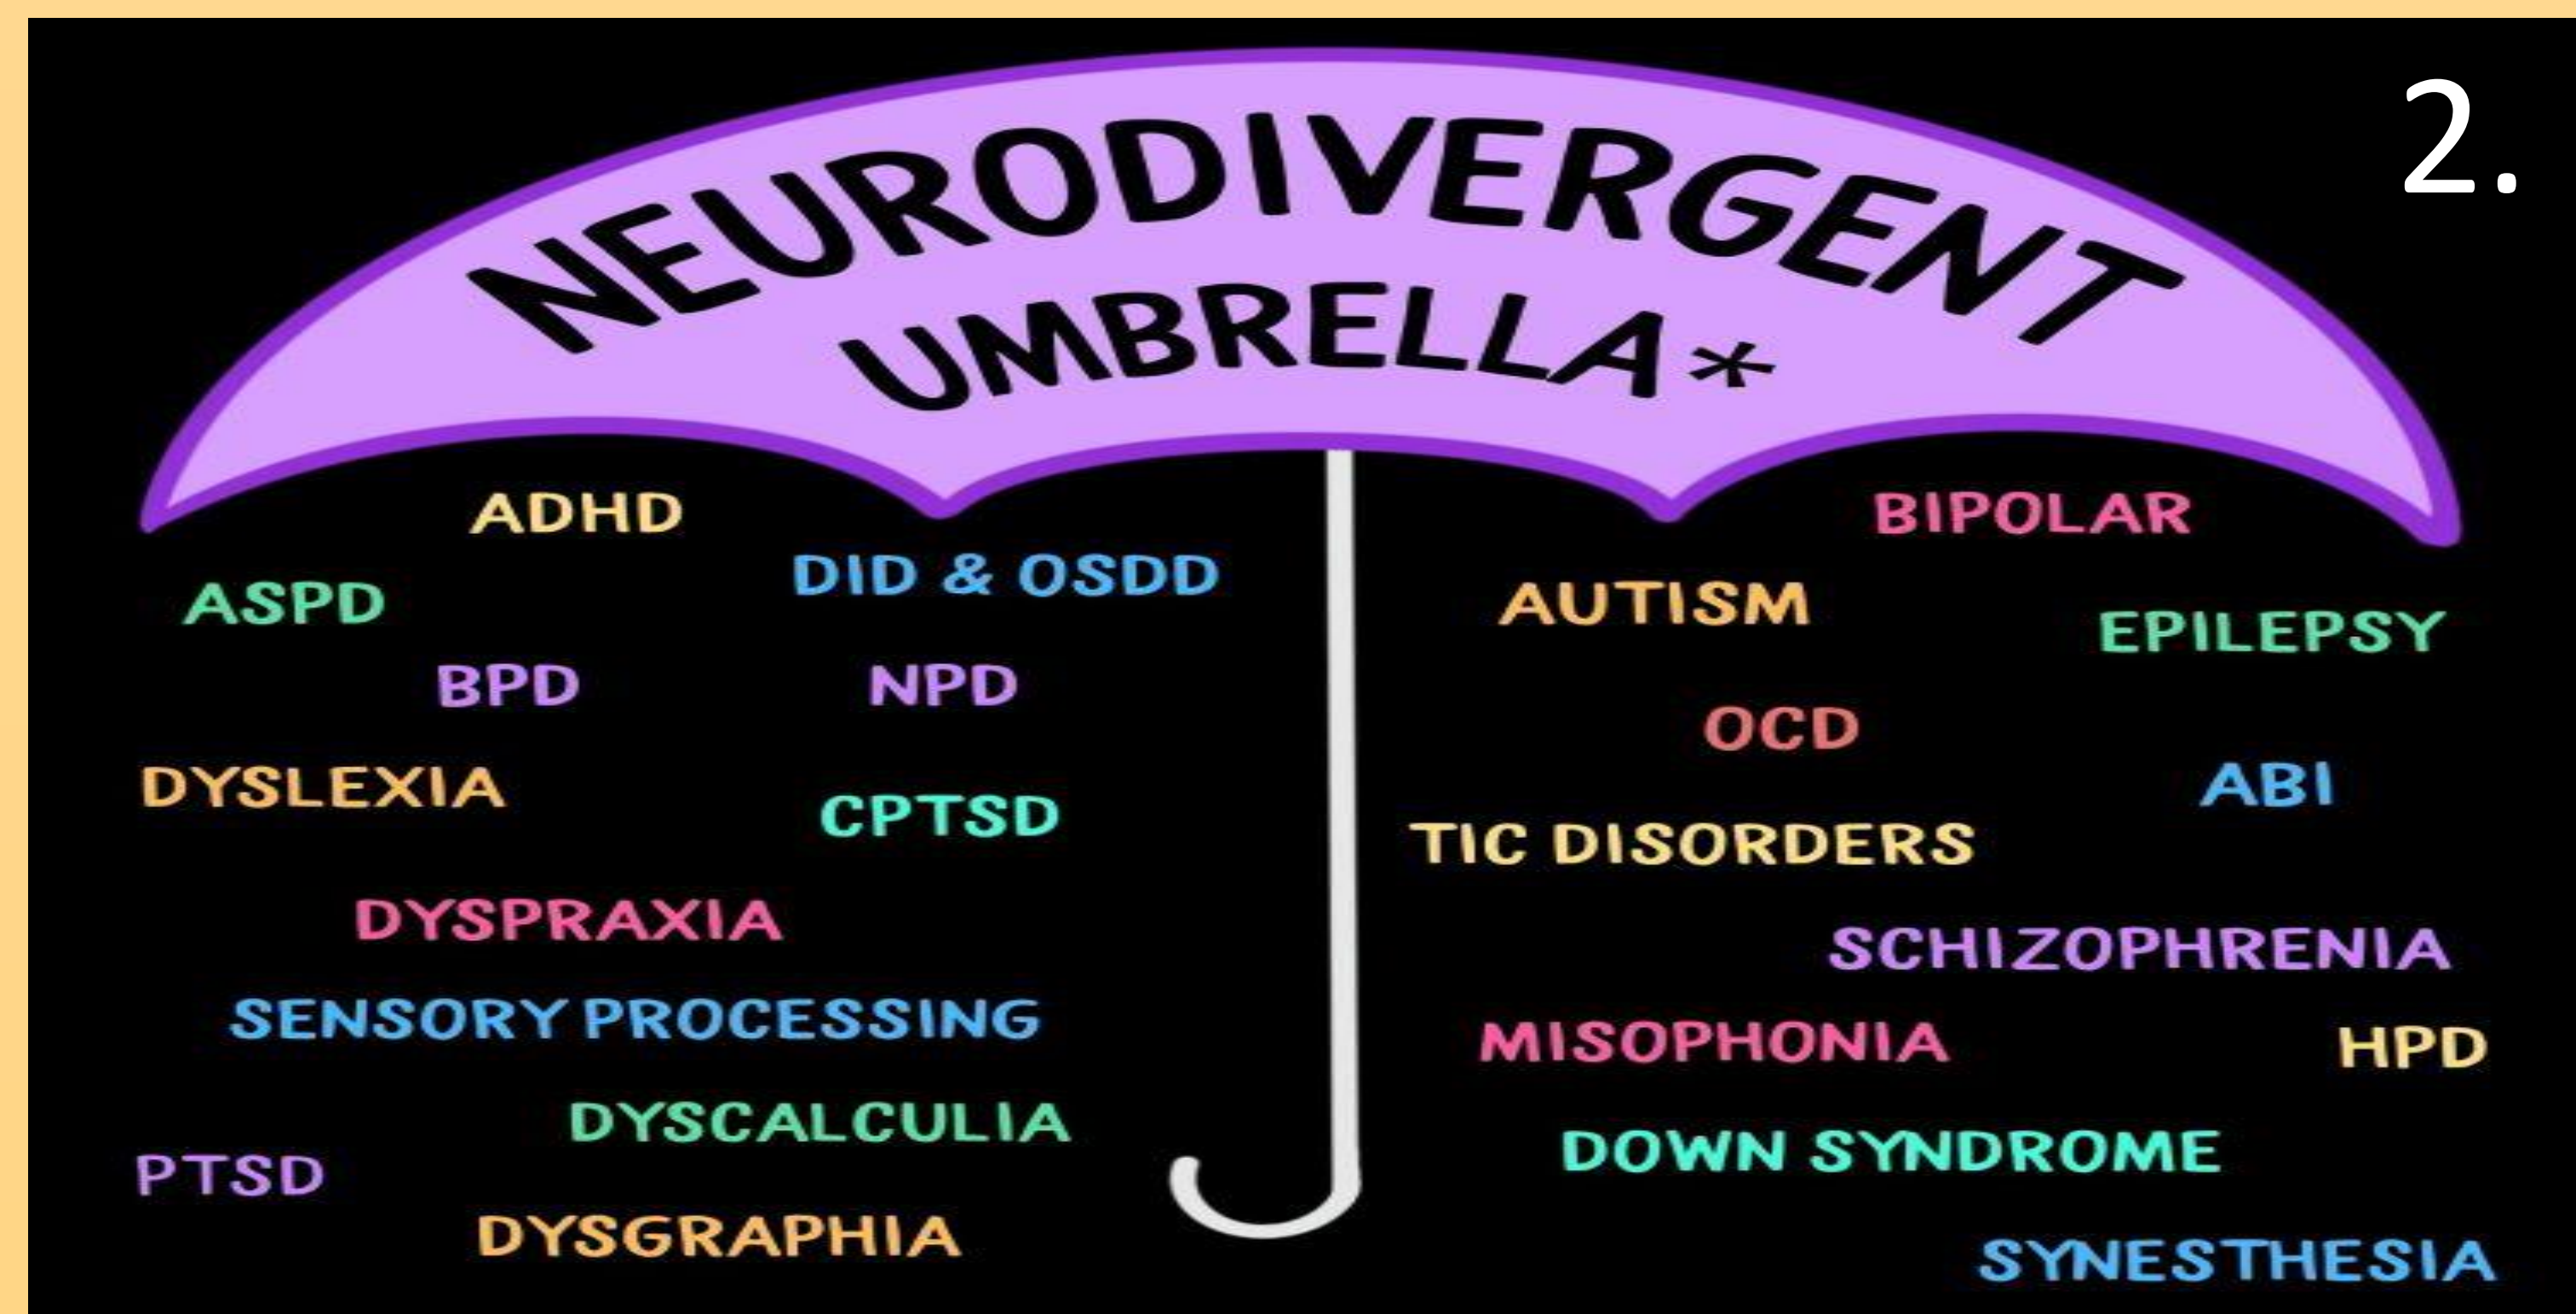 2.
NEURODIVERGENT
UMBRELLA*
ADHD
DID & OSDD
ASPD
BPD
NPD
DYSLEXIA
CPTSD
DYSPRAXIA
SENSORY PROCESSING
DYSCALCULIA
PTSD
DYSGRAPHIA
BIPOLAR
AUTISM
EPILEPSY
OCD
ABI
TIC DISORDERS
SCHIZOPHRENIA
MISOPHONIA
HPD
DOWN SYNDROME
SYNESTHESIA